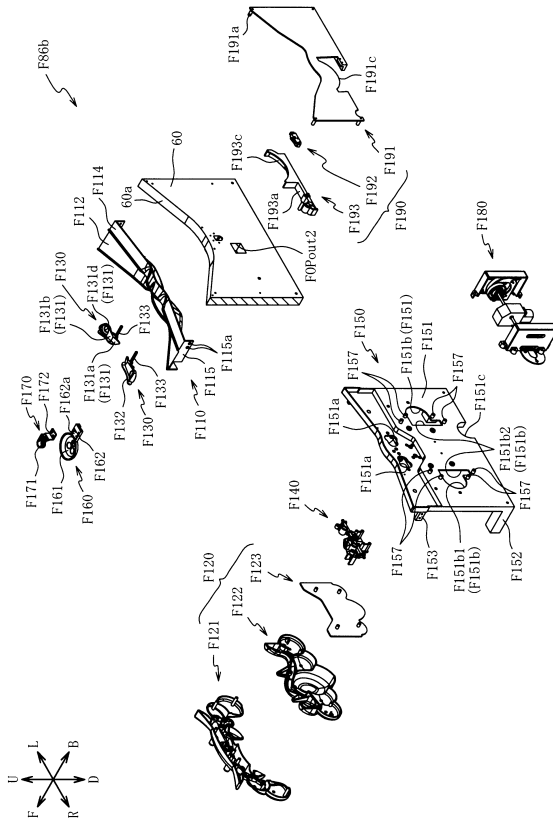 F86b
F191a
F191c
F191
F192
F193
F190
F193c
F193a
60
60a
F0Pout2
F114
F112
F130
F131d
(F131)
F131b
(F131)
F133
F131a
(F131)
F132
F133
F130
F115a
F115
F110
F170
F172
F162a
F171
F161
F160
F162
F180
F150
F157
F151b (F151)
F151
F157
F151c
F151a
F151a
F151b2
(F151b)
F157
F157
F153
F151b1
(F151b)
F152
F140
F120
F123
F122
F121
U
L
B
D
R
F